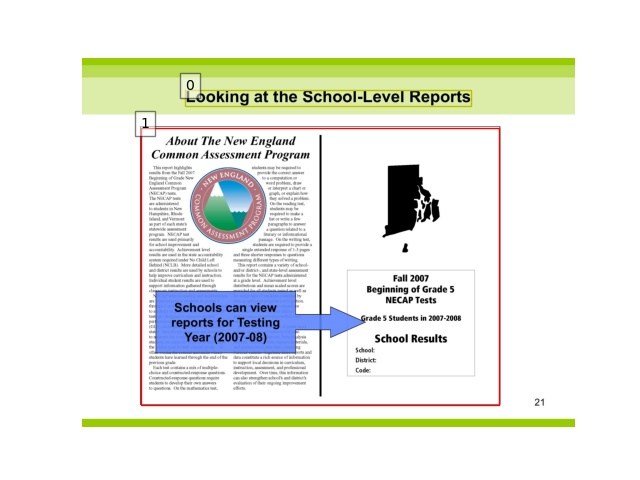 0
Looking at the School-Level Reports
1
About The New England
Common Assessment Program
This report highlights
results from the Fall 2007
Beginning of Grade New
England Common
Assessment Program
(NECAP) tests.
The NECAP tests
are administered
to students in New
Hampshire, Rhode
Island, and Vermont
as part of each state's
statewide assessment
program. NECAP test
results are used primarily
for school improvement and
accountability. Achievement level
results are used in the state accountability
system required under No Child Left
Behind (NCLB). More detailed school
and district results are used by schools to
help improve curriculum and instruction.
Individual student results are used to
support information gathered through
classroom instruction and assessments.
students have learned through the end of the
previous grade.
Each test contains a mix of multiple-
choice and constructed-response questions.
Constructed-response questions require
students to develop their own answers
to questions. On the mathematics test,
students may be required to
provide the correct answer
to a computation or
word problem, draw
or interpret a chart or
graph, or explain how
they solved a problem.
On the reading test,
students may be
required to make a
list or write a few
paragraphs to answer
a question related to a
literary or informational
passage. On the writing test,
students are required to provide a
single extended response of 1-3 pages
and three shorter responses to questions
measuring different types of writing.
This report contains a variety of school-
and/or district-, and state-level assessment
results for the NECAP tests administered
at a grade level. Achievement level
distributions and mean scaled scores are
provided for all students tested as well as
data constitute a rich source of information
to support local decisions in curriculum,
instruction, assessment, and professional
development. Over time, this information
can also strengthen school's and district's
evaluation of their ongoing improvement
efforts.
NEW ENGLAND
COMMON ASSESSMENT PROGRAM
Schools can view
reports for Testing
Year (2007-08)
Fall 2007
Beginning of Grade 5
NECAP Tests
Grade 5 Students in 2007-2008
School Results
School:
District:
Code:
21